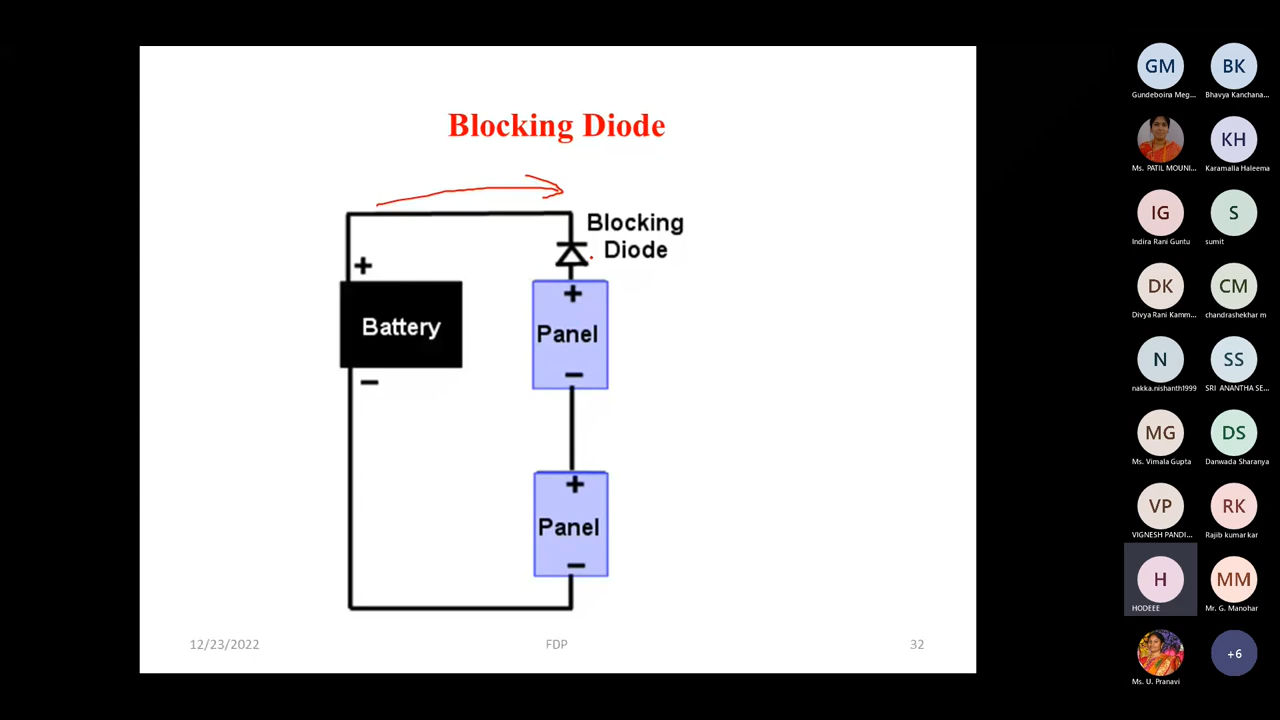 Blocking Diode
Blocking
Diode
+
Battery
−
+
Panel
−
+
Panel
−
12/23/2022
FDP
32
GM
Gundeboina Meg...
BK
Bhavya Kanchana...
Ms. PATIL MOUNI...
KH
Karamalla Haleema
IG
Indira Rani Guntu
S
sumit
DK
Divya Rani Kamm...
CM
chandrashekhar m
N
nakka.nishanth1999
SS
SRI ANANTHA SE...
MG
Ms. Vimala Gupta
DS
Danwada Sharanya
VP
VIGNESH PANDI...
RK
Rajib kumar kar
H
HODEEE
MM
Mr. G. Manohar
Ms. U. Pranavi
+6